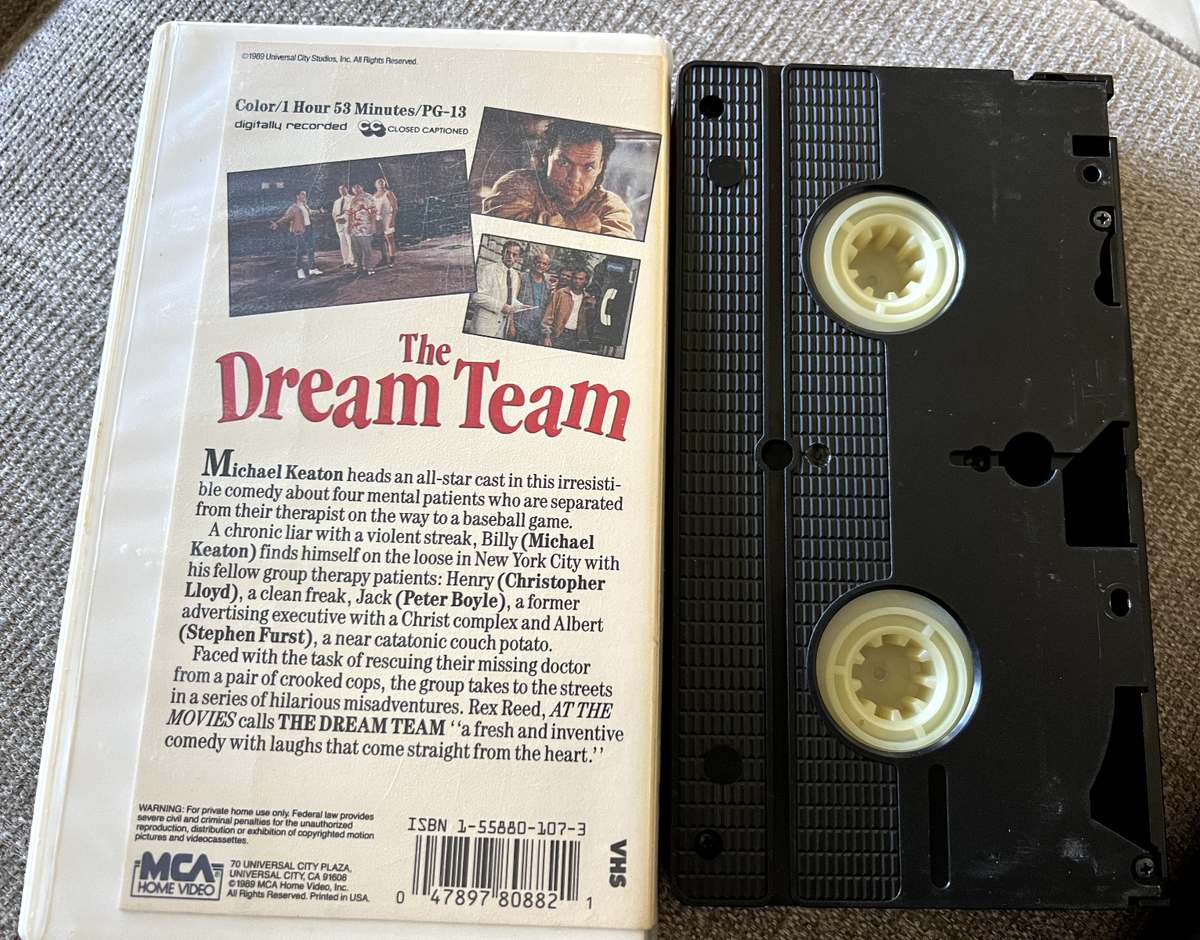 ©1989 Universal City Studios, Inc. All Rights Reserved.
Color/1 Hour 53 Minutes/PG-13
digitally recorded CC CLOSED CAPTIONED
The
Dream Team
Michael Keaton heads an all-star cast in this irresisti-
ble comedy about four mental patients who are separated
from their therapist on the way to a baseball game.
A chronic liar with a violent streak, Billy (Michael
Keaton) finds himself on the loose in New York City with
his fellow group therapy patients: Henry (Christopher
Lloyd), a clean freak, Jack (Peter Boyle), a former
advertising executive with a Christ complex and Albert
(Stephen Furst), a near catatonic couch potato.
Faced with the task of rescuing their missing doctor
from a pair of crooked cops, the group takes to the streets
in a series of hilarious misadventures. Rex Reed, AT THE
MOVIES calls THE DREAM TEAM ‘‘a fresh and inventive
comedy with laughs that come straight from the heart.’’
WARNING: For private home use only. Federal law provides
severe civil and criminal penalties for the unauthorized
reproduction, distribution or exhibition of copyrighted motion
pictures and videocassettes.
MCA
HOME VIDEO
70 UNIVERSAL CITY PLAZA,
UNIVERSAL CITY, CA 91608
©1989 MCA Home Video, Inc.
All Rights Reserved. Printed in USA.
ISBN 1-55880-107-3
0 47897 80882 1
VHS